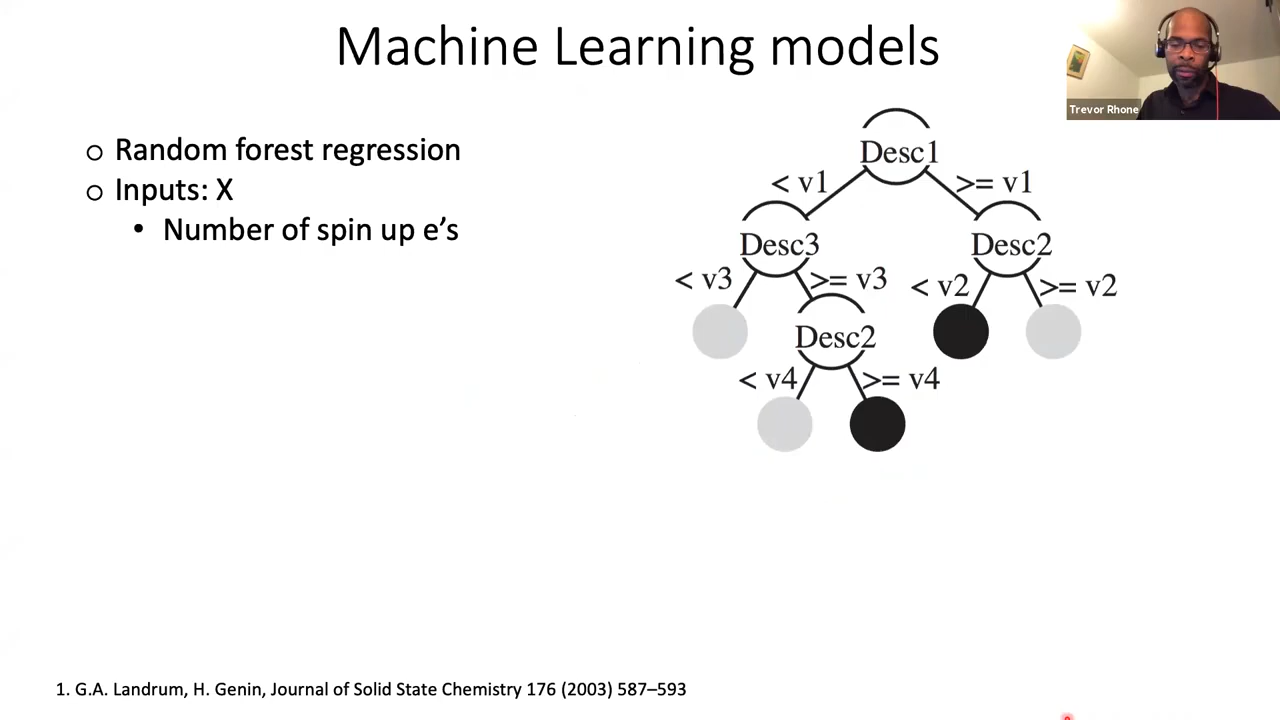 Machine Learning models
Trevor Rhone
Random forest regression
Inputs: X
Number of spin up e’s
Desc1
< v1
>= v1
Desc3
Desc2
< v3
>= v3
< v2
>= v2
Desc2
< v4
>= v4
1. G.A. Landrum, H. Genin, Journal of Solid State Chemistry 176 (2003) 587–593